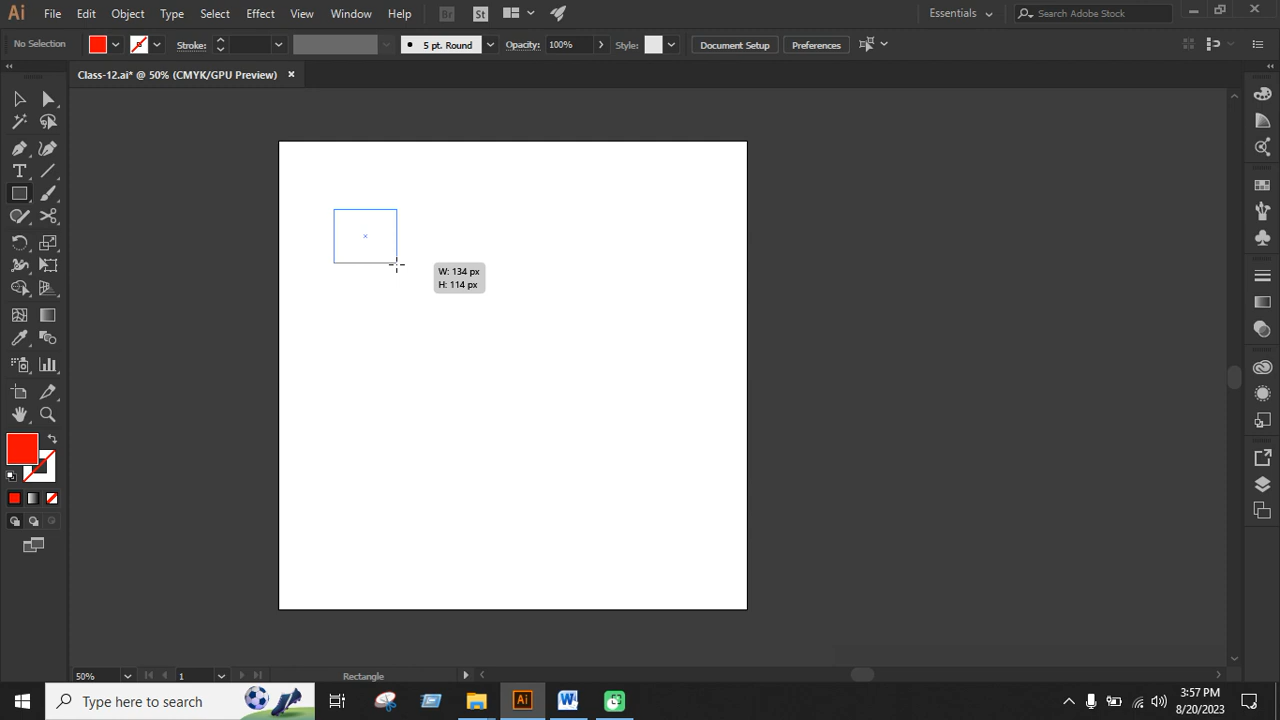 Ai File Edit Object Type Select Effect View Window Help Br St Essentials Search Adobe Stock
No Selection Stroke: 5 pt. Round Opacity: 100% Style: Document Setup Preferences
Class-12.ai* @ 50% (CMYK/GPU Preview)
W: 134 px
H: 114 px
50% 1 Rectangle
Type here to search Ai W 3:57 PM
8/20/2023